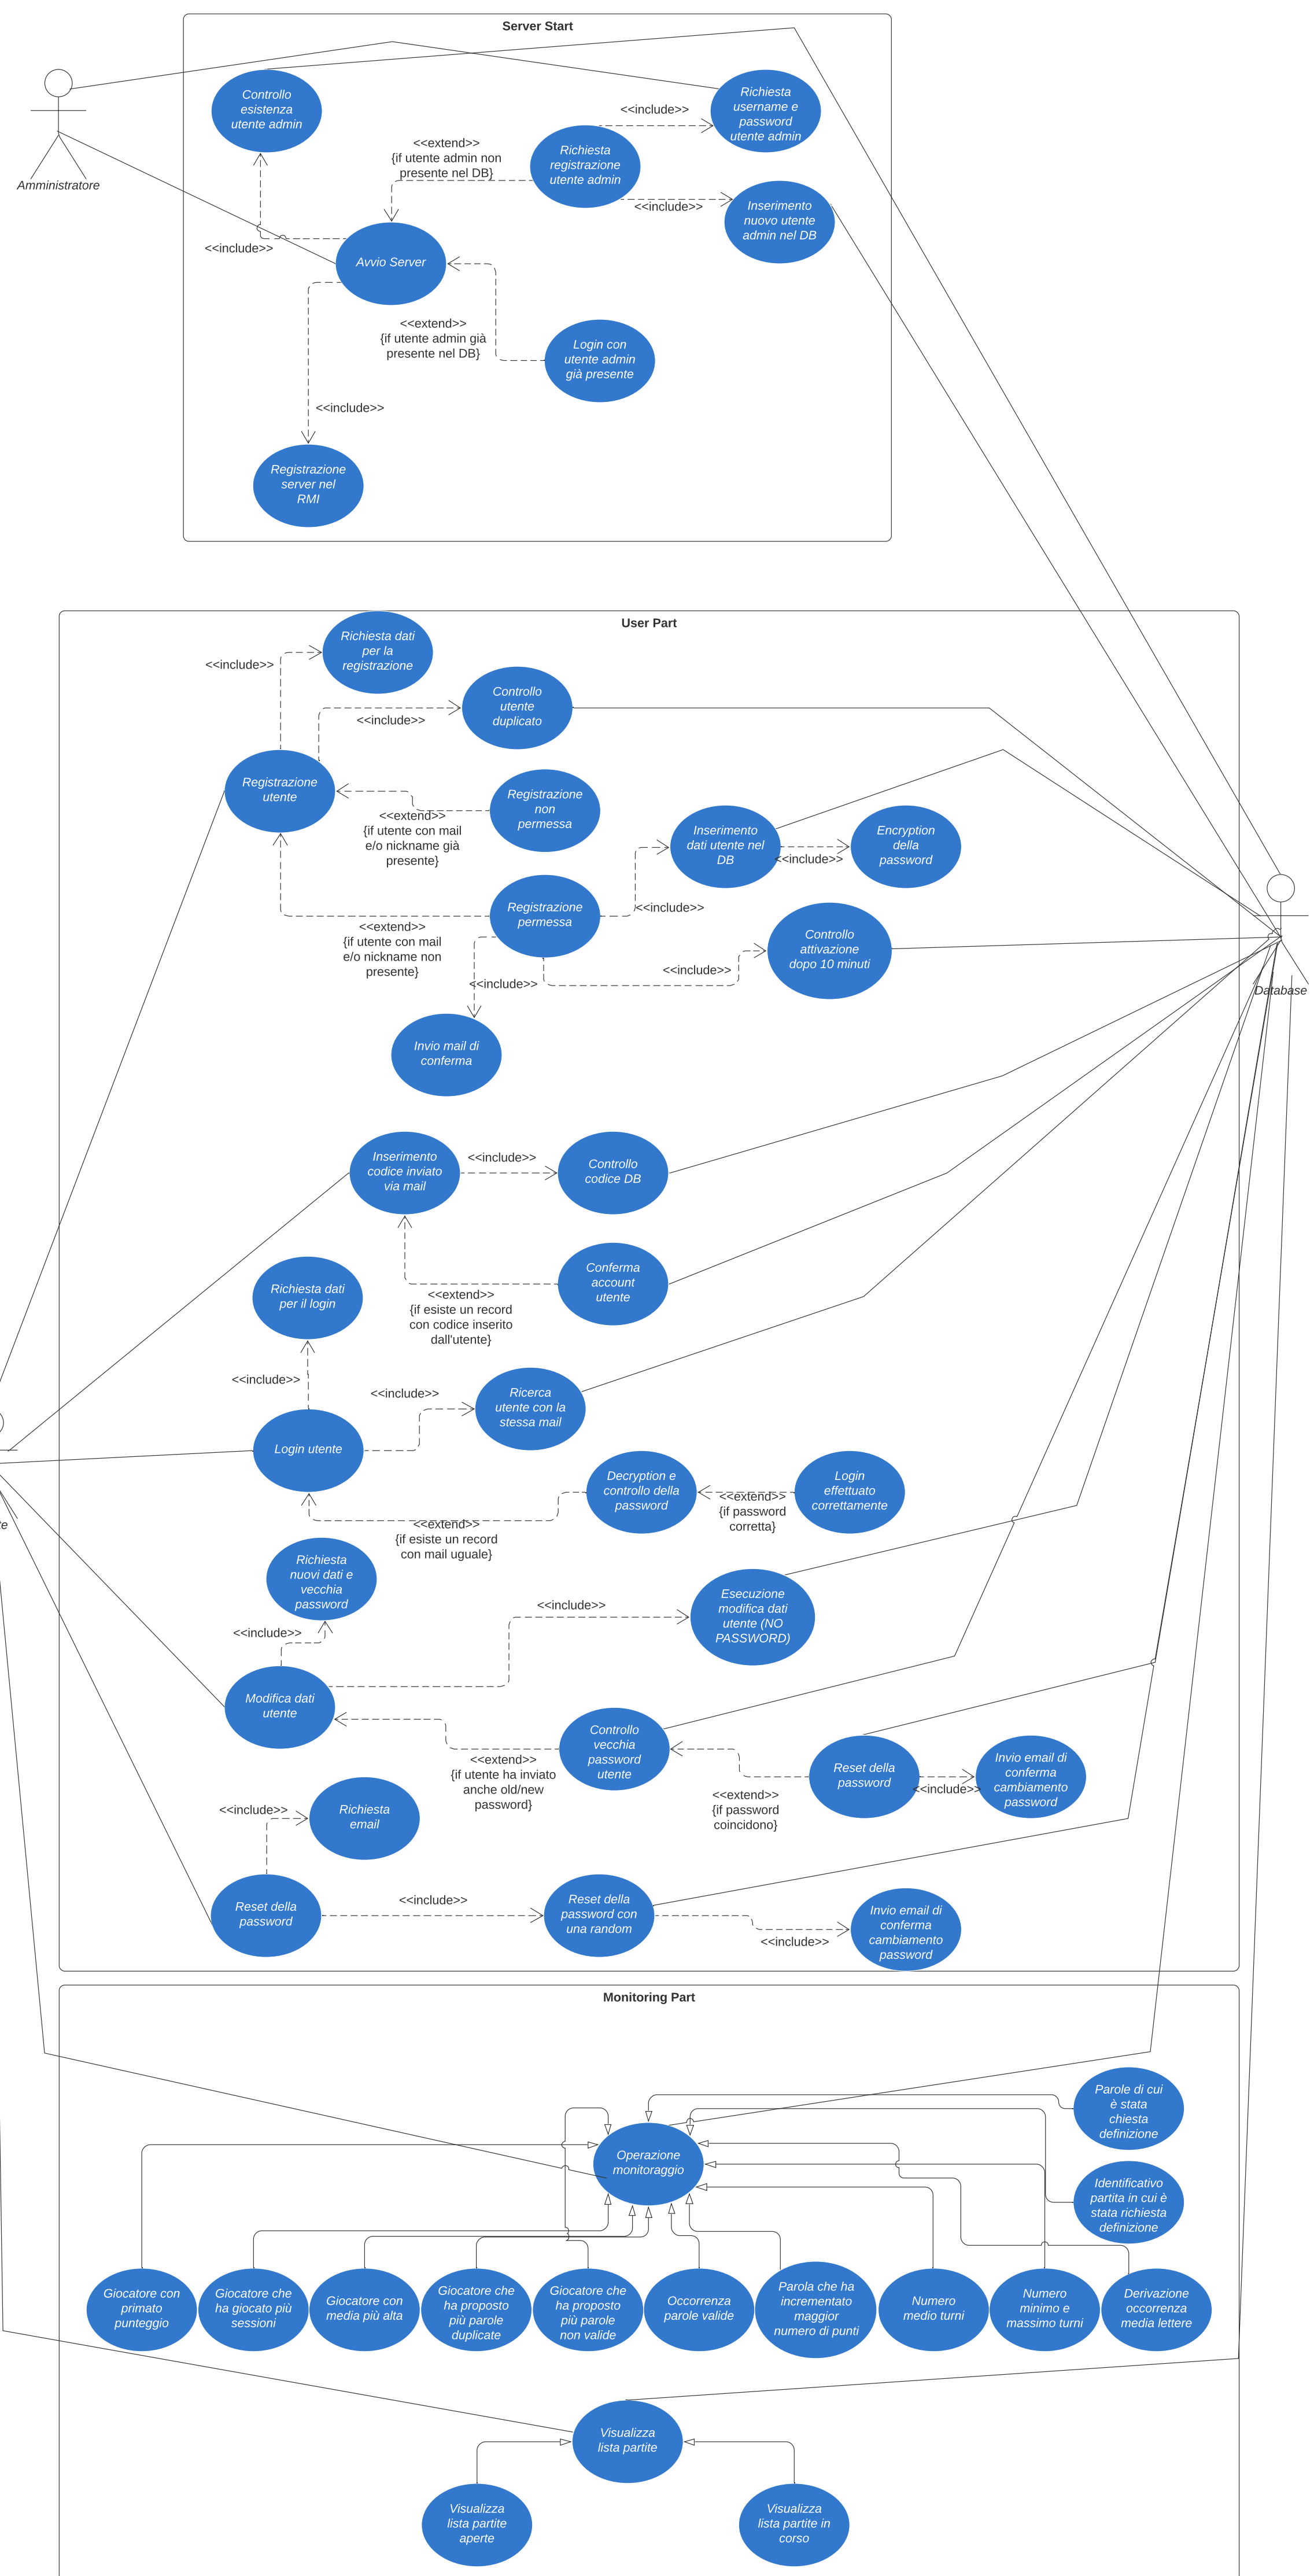 Server Start
Controllo
esistenza
utente admin
<<include>>
Richiesta
username e
password
utente admin
<<extend>>
{if utente admin non
presente nel DB}
Richiesta
registrazione
utente admin
Amministratore
<<include>>
Inserimento
nuovo utente
admin nel DB
<<include>>
Avvio Server
<<extend>>
{if utente admin già
presente nel DB}
Login con
utente admin
già presente
<<include>>
Registrazione
server nel
RMI
User Part
Richiesta dati
per la
registrazione
<<include>>
Controllo
utente
duplicato
<<include>>
Registrazione
utente
Registrazione
non
permessa
<<extend>>
{if utente con mail
e/o nickname già
presente}
Inserimento
dati utente nel
DB
<<include>>
Encryption
della
password
Registrazione
permessa
<<include>>
<<extend>>
{if utente con mail
e/o nickname non
presente}
Controllo
attivazione
dopo 10 minuti
<<include>>
<<include>>
Database
Invio mail di
conferma
Inserimento
codice inviato
via mail
<<include>>
Controllo
codice DB
Conferma
account
utente
Richiesta dati
per il login
<<extend>>
{if esiste un record
con codice inserito
dall'utente}
<<include>>
<<include>>
Ricerca
utente con la
stessa mail
Login utente
Decryption e
controllo della
password
Login
effettuato
correttamente
<<extend>>
{if password
corretta}
te
<<extend>>
{if esiste un record
con mail uguale}
Richiesta
nuovi dati e
vecchia
password
<<include>>
Esecuzione
modifica dati
utente (NO
PASSWORD)
<<include>>
Modifica dati
utente
Controllo
vecchia
password
utente
<<extend>>
{if utente ha inviato
anche old/new
password}
Reset della
password
Invio email di
conferma
cambiamento
password
<<include>>
<<extend>>
{if password
coincidono}
Richiesta
email
<<include>>
Reset della
password
<<include>>
Reset della
password con
una random
Invio email di
conferma
cambiamento
password
<<include>>
Monitoring Part
Parole di cui
è stata
chiesta
definizione
Operazione
monitoraggio
Identificativo
partita in cui è
stata richiesta
definizione
Giocatore con
primato
punteggio
Giocatore che
ha giocato più
sessioni
Giocatore con
media più alta
Giocatore che
ha proposto
più parole
duplicate
Giocatore che
ha proposto
più parole
non valide
Occorrenza
parole valide
Parola che ha
incrementato
maggior
numero di punti
Numero
medio turni
Numero
minimo e
massimo turni
Derivazione
occorrenza
media lettere
Visualizza
lista partite
Visualizza
lista partite
aperte
Visualizza
lista partite in
corso